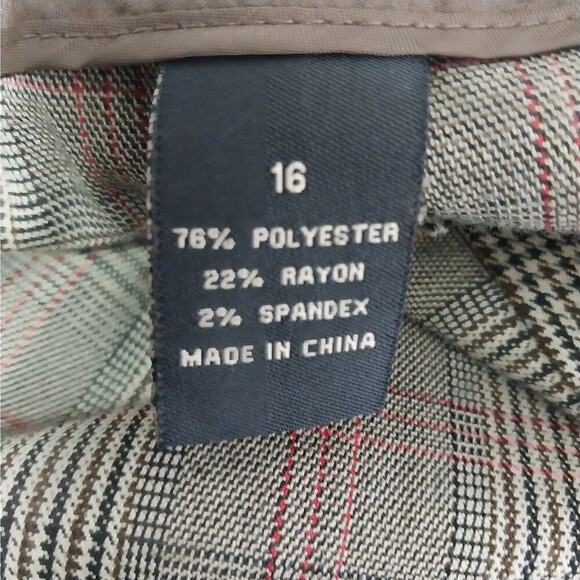 16
76% POLYESTER
22% RAYON
2% SPANDEX
MADE IN CHINA